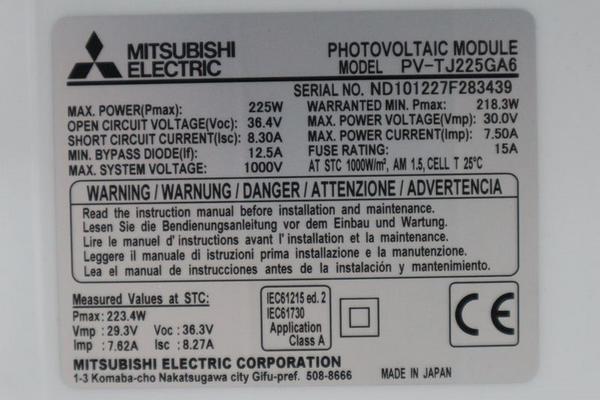 MITSUBISHI
ELECTRIC
PHOTOVOLTAIC MODULE
MODEL PV-TJ225GA6
SERIAL NO. ND101227F283439
MAX. POWER(Pmax): 225W
OPEN CIRCUIT VOLTAGE(Voc): 36.4V
SHORT CIRCUIT CURRENT(Isc): 8.30A
MIN. BYPASS DIODE(If): 12.5A
MAX. SYSTEM VOLTAGE: 1000V
WARRANTED MIN. Pmax: 218.3W
MAX. POWER VOLTAGE(Vmp): 30.0V
MAX. POWER CURRENT(Imp): 7.50A
FUSE RATING: 15A
AT STC 1000W/m², AM 1.5, CELL T 25°C
WARNING / WARNUNG / DANGER / ATTENZIONE / ADVERTENCIA
Read the instruction manual before installation and maintenance.
Lesen Sie die Bendienungsanleitung vor dem Einbau und Wartung.
Lire le manuel d'instructions avant l'installation et la maintenance.
Leggere il manuale di istruzioni prima installazione e la manutenzione.
Lea el manual de instrucciones antes de la instalación y mantenimiento.
Measured Values at STC:
Pmax: 223.4W
Vmp : 29.3V Voc : 36.3V
Imp : 7.62A Isc : 8.27A
IEC61215 ed. 2
IEC61730
Application
Class A
CE
MITSUBISHI ELECTRIC CORPORATION
1-3 Komaba-cho Nakatsugawa city Gifu-pref. 508-8666
MADE IN JAPAN